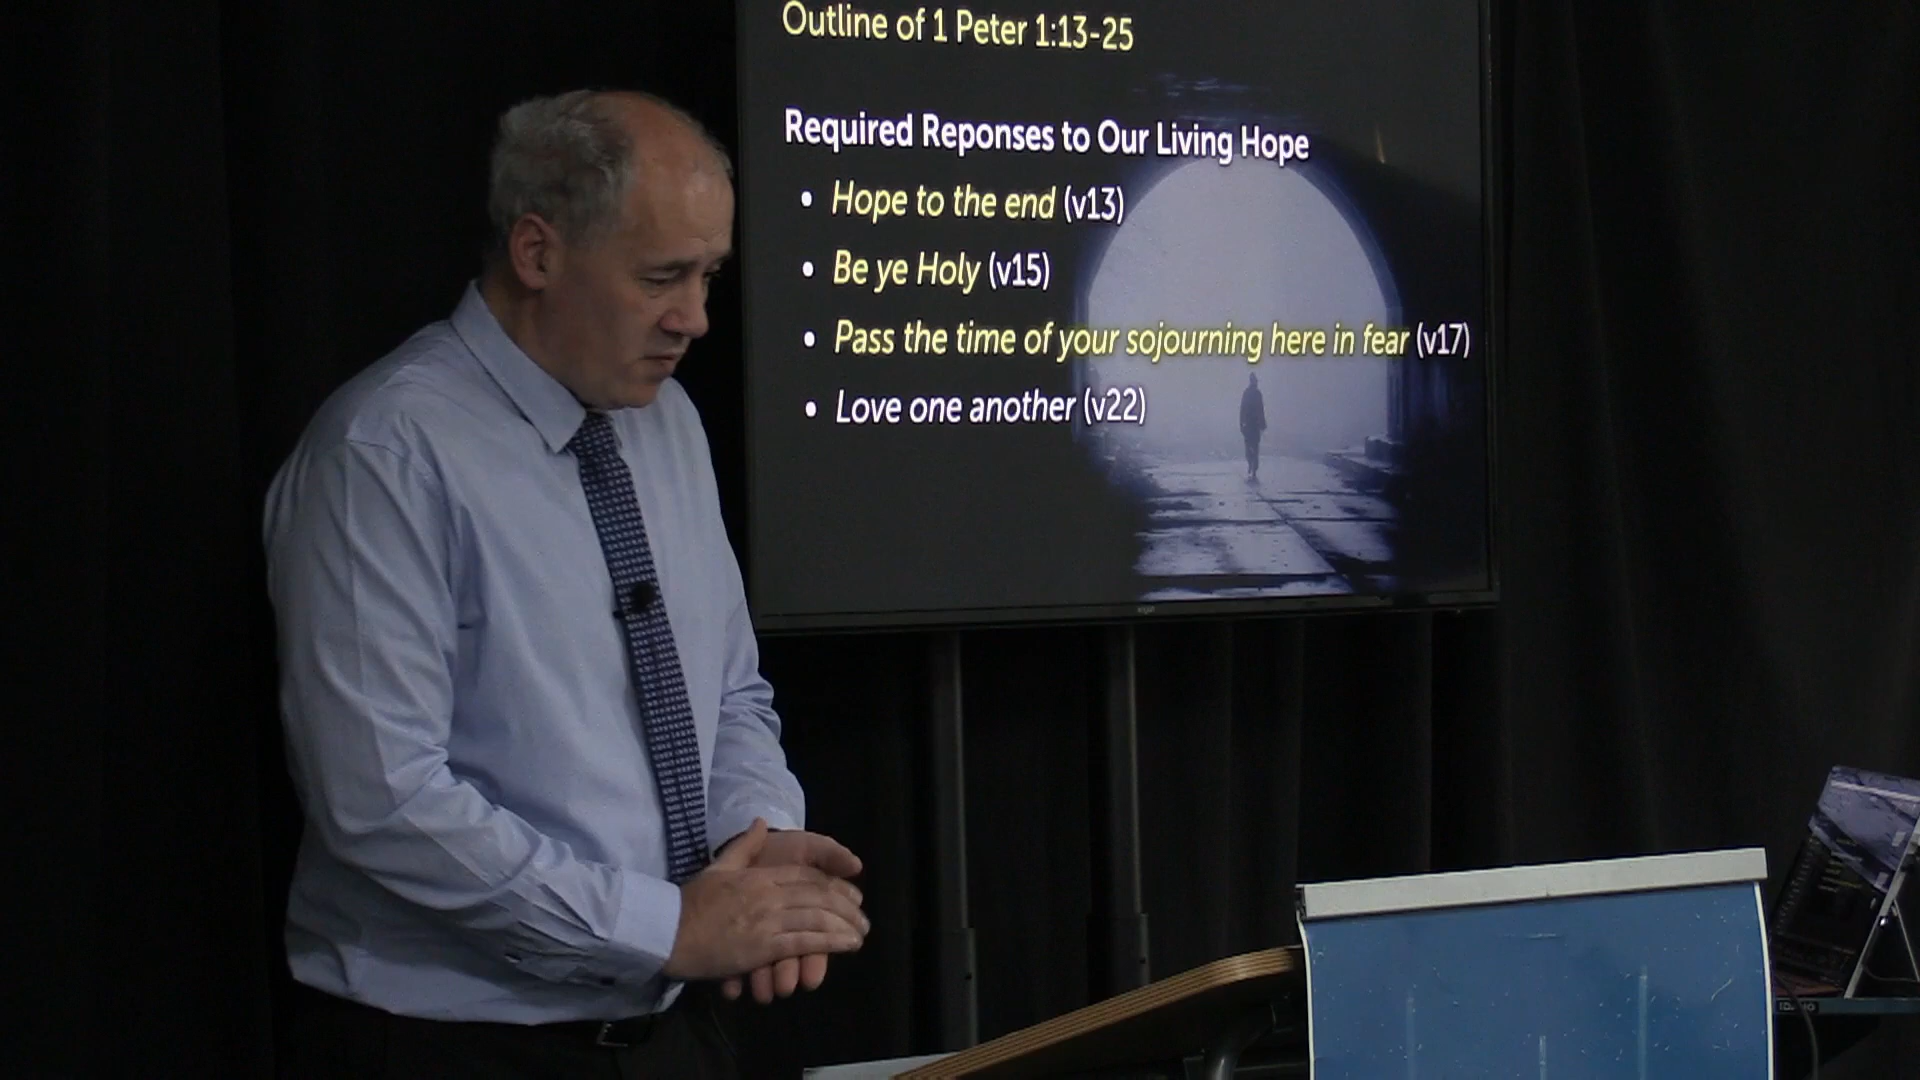 Outline of 1 Peter 1:13-25
Required Reponses to Our Living Hope
• Hope to the end (v13)
• Be ye Holy (v15)
• Pass the time of your sojourning here in fear (v17)
• Love one another (v22)